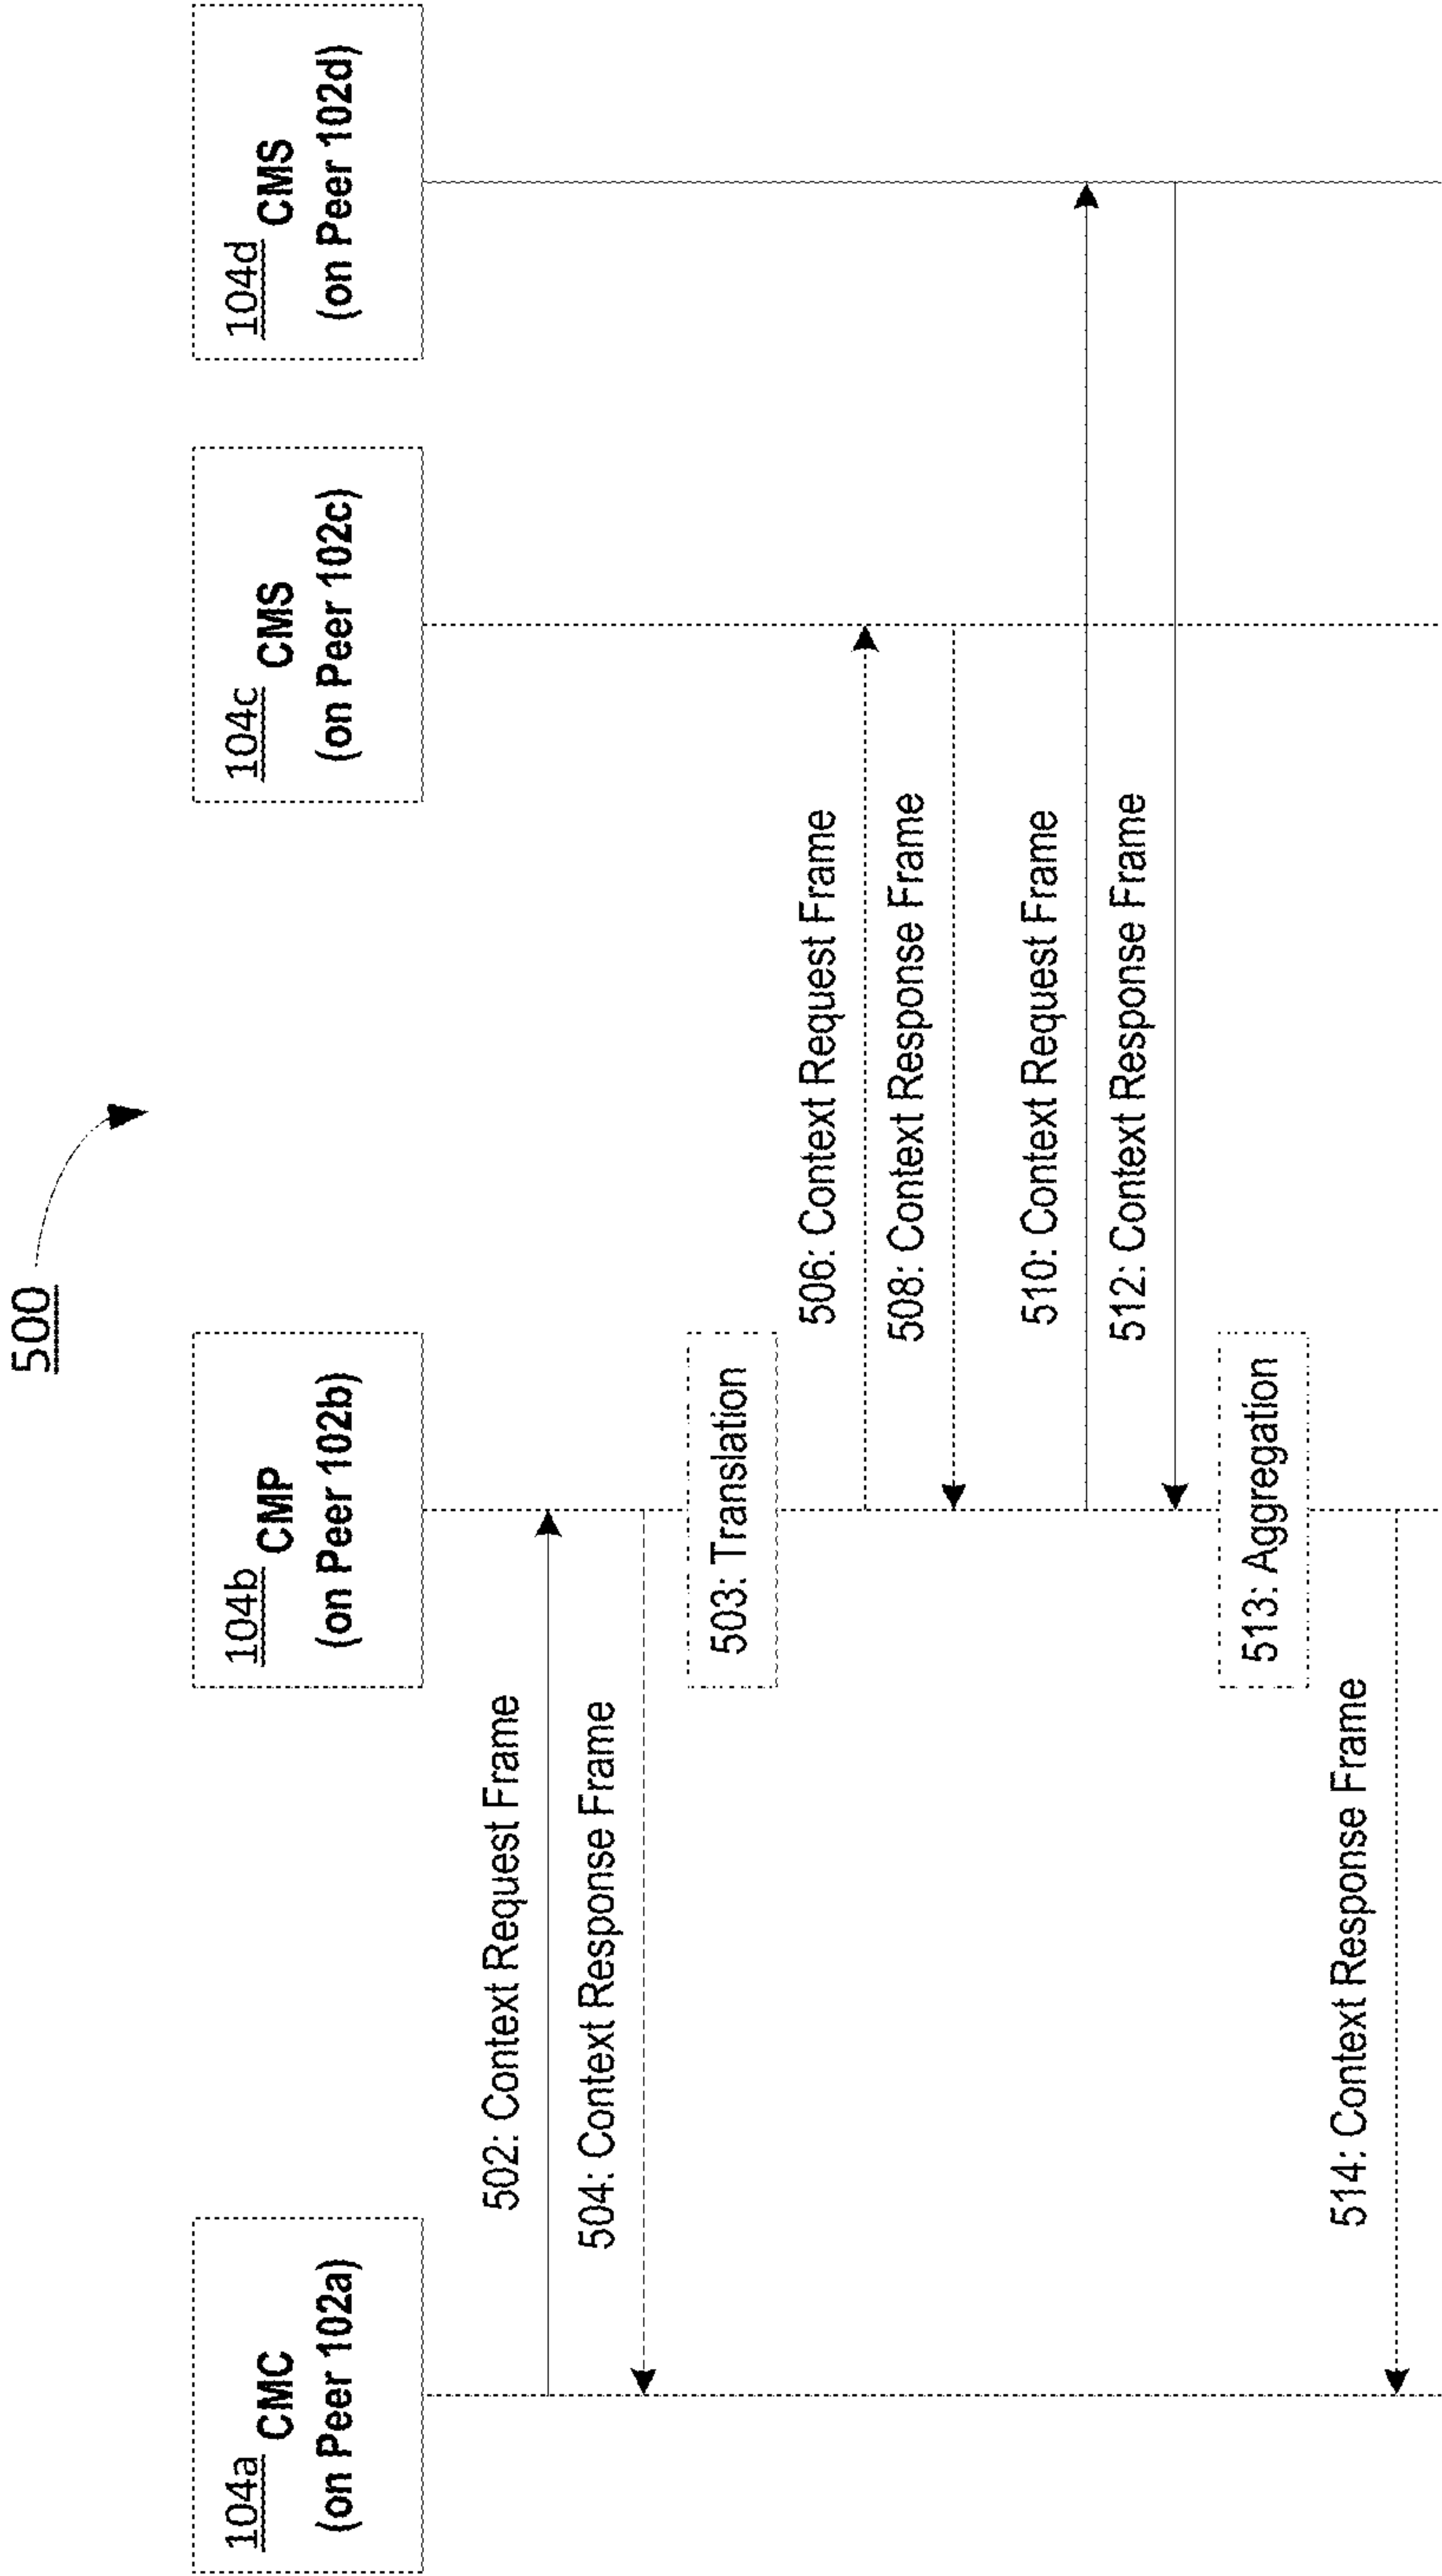 500
104a CMC
(on Peer 102a)
104b CMP
(on Peer 102b)
104c CMS
(on Peer 102c)
104d CMS
(on Peer 102d)
502: Context Request Frame
504: Context Response Frame
503: Translation
506: Context Request Frame
508: Context Response Frame
510: Context Request Frame
512: Context Response Frame
513: Aggregation
514: Context Response Frame